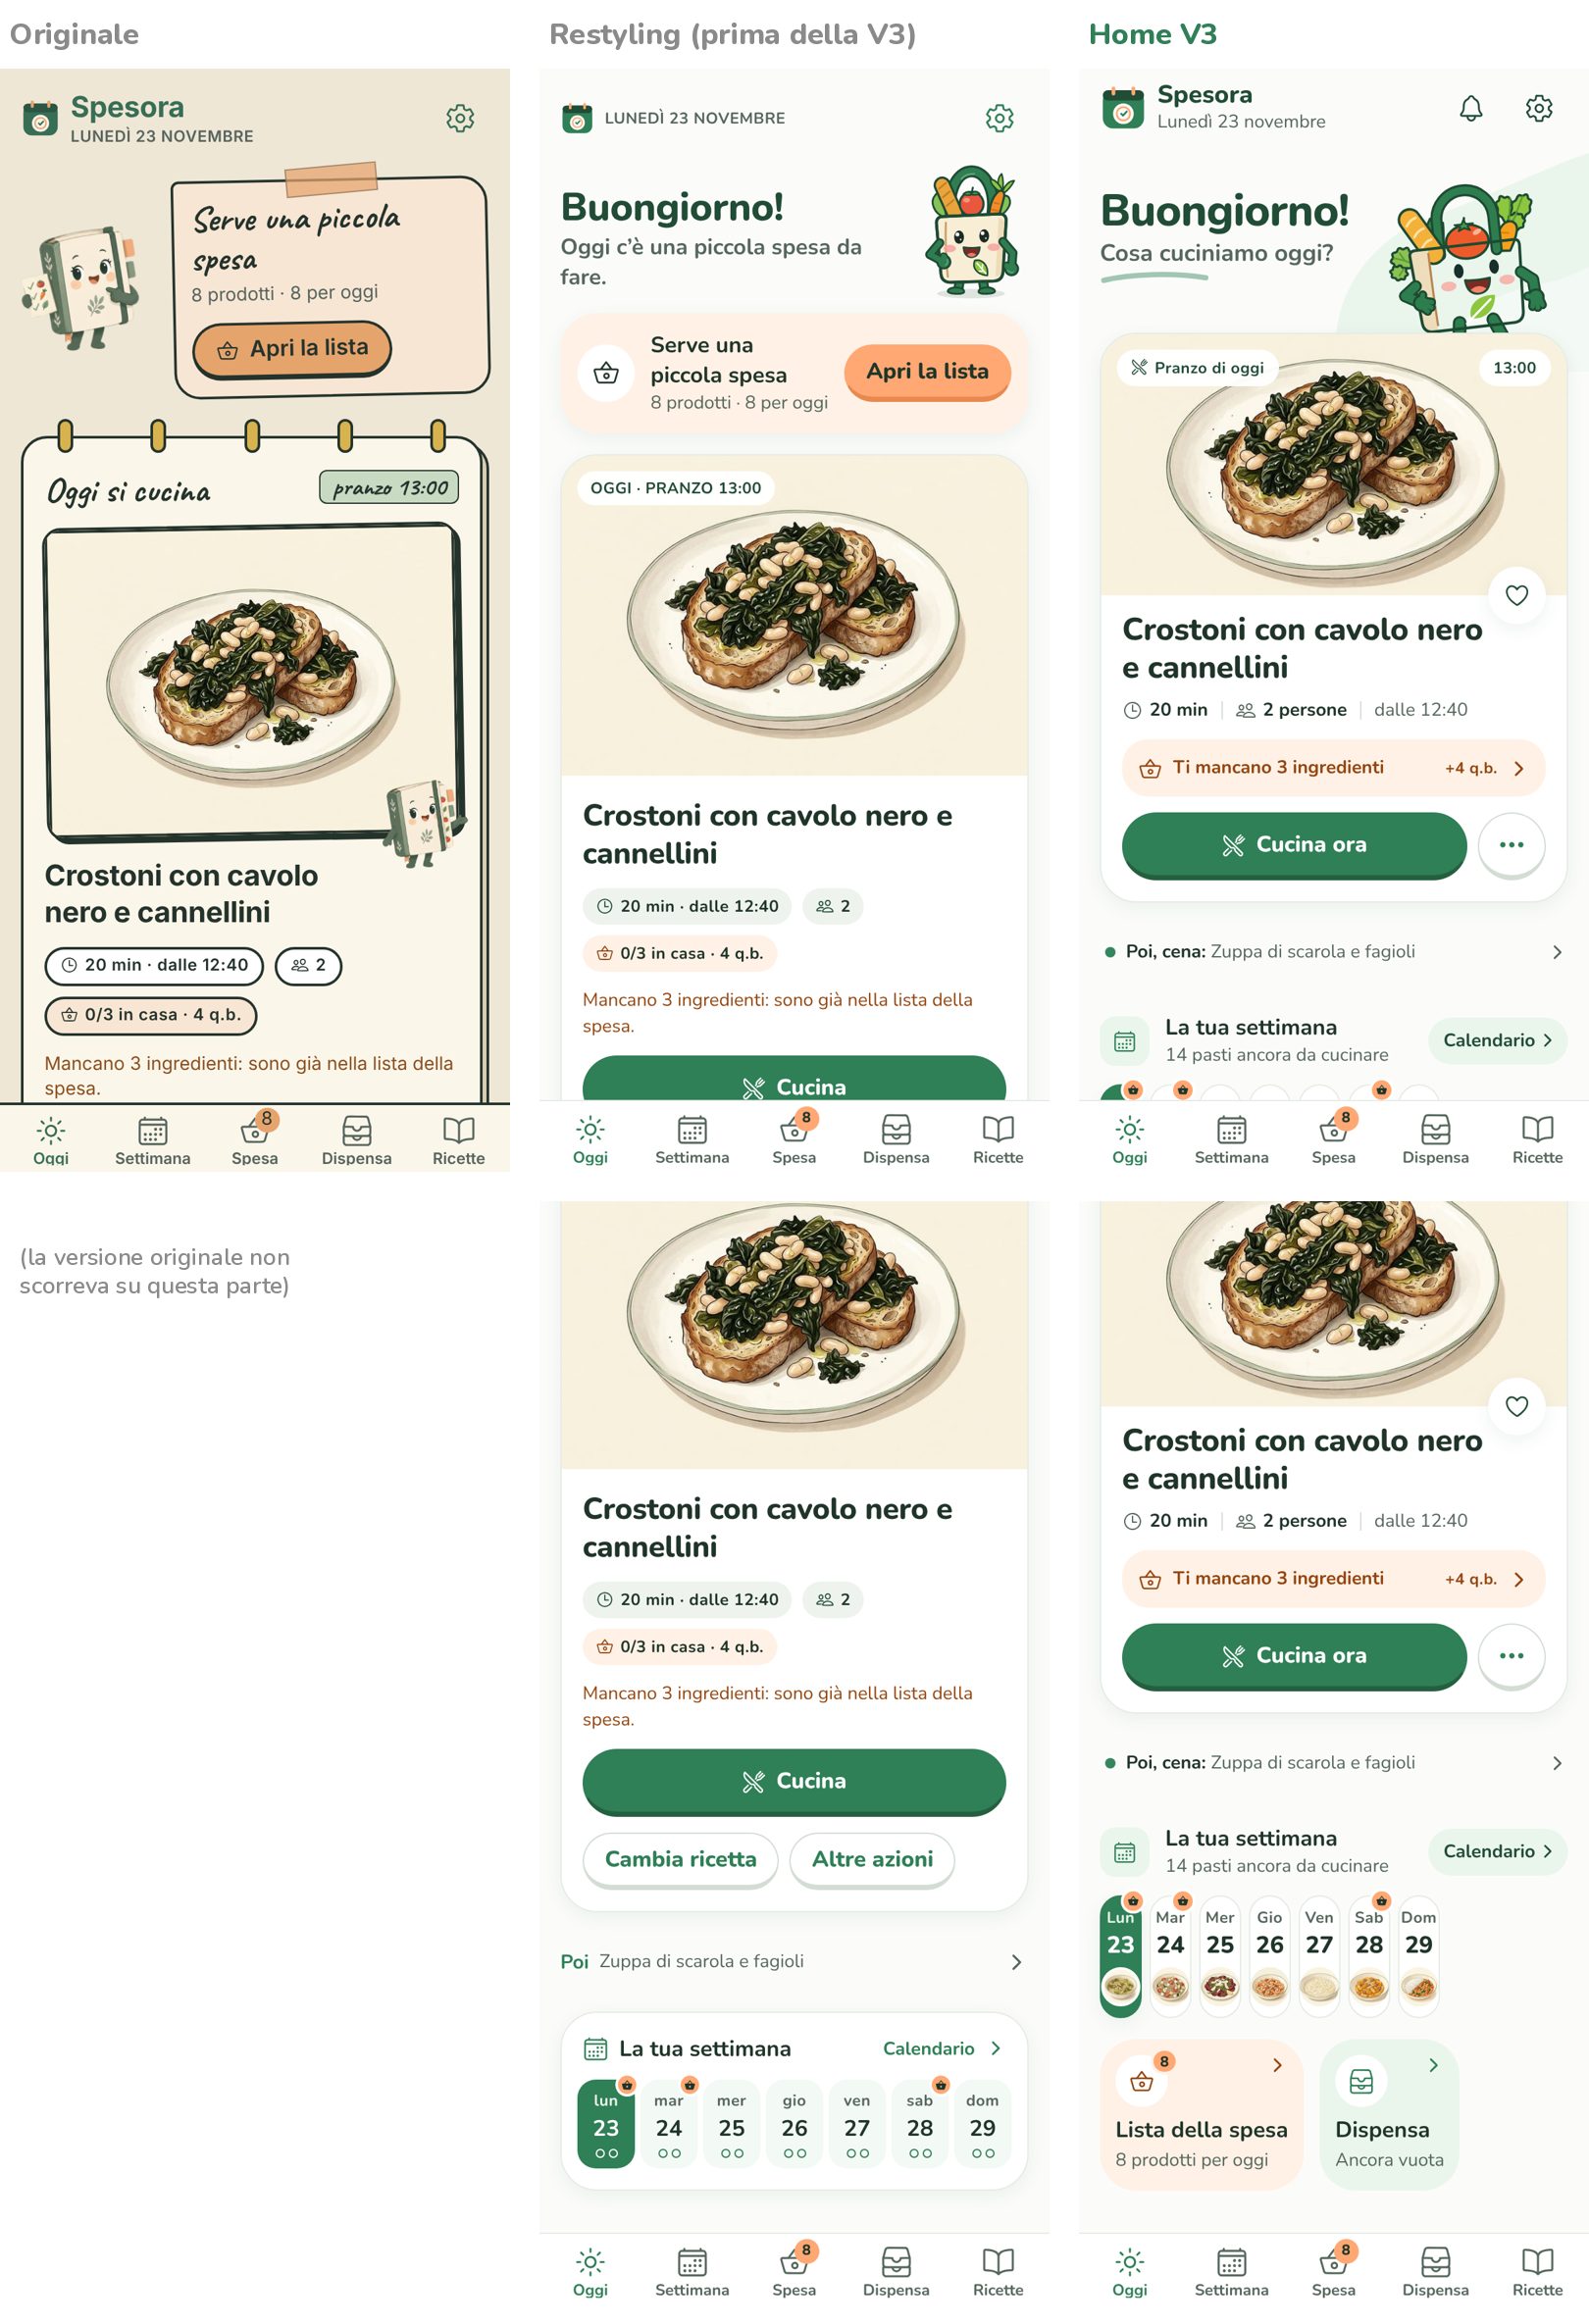 Originale
Spesora
LUNEDÌ 23 NOVEMBRE
Serve una piccola
spesa
8 prodotti · 8 per oggi
Apri la lista
Oggi si cucina
pranzo 13:00
Crostoni con cavolo
nero e cannellini
20 min · dalle 12:40
2
0/3 in casa · 4 q.b.
Mancano 3 ingredienti: sono già nella lista della
spesa.
8
Oggi
Settimana
Spesa
Dispensa
Ricette
(la versione originale non
scorreva su questa parte)
Restyling (prima della V3)
LUNEDÌ 23 NOVEMBRE
Buongiorno!
Oggi c'è una piccola spesa da
fare.
Serve una
piccola spesa
8 prodotti · 8 per oggi
Apri la lista
OGGI · PRANZO 13:00
Crostoni con cavolo nero e
cannellini
20 min · dalle 12:40
2
0/3 in casa · 4 q.b.
Mancano 3 ingredienti: sono già nella lista della
spesa.
Cucina
8
Oggi
Settimana
Spesa
Dispensa
Ricette
Crostoni con cavolo nero e
cannellini
20 min · dalle 12:40
2
0/3 in casa · 4 q.b.
Mancano 3 ingredienti: sono già nella lista della
spesa.
Cucina
Cambia ricetta
Altre azioni
Poi Zuppa di scarola e fagioli
La tua settimana
Calendario
lun mar mer gio ven sab dom
23 24 25 26 27 28 29
8
Oggi
Settimana
Spesa
Dispensa
Ricette
Home V3
Spesora
Lunedì 23 novembre
Buongiorno!
Cosa cuciniamo oggi?
Pranzo di oggi
13:00
Crostoni con cavolo nero
e cannellini
20 min
2 persone
dalle 12:40
Ti mancano 3 ingredienti
+4 q.b.
Cucina ora
Poi, cena: Zuppa di scarola e fagioli
La tua settimana
14 pasti ancora da cucinare
Calendario
8
Oggi
Settimana
Spesa
Dispensa
Ricette
Crostoni con cavolo nero
e cannellini
20 min
2 persone
dalle 12:40
Ti mancano 3 ingredienti
+4 q.b.
Cucina ora
Poi, cena: Zuppa di scarola e fagioli
La tua settimana
14 pasti ancora da cucinare
Calendario
Lun Mar Mer Gio Ven Sab Dom
23 24 25 26 27 28 29
8
Lista della spesa
8 prodotti per oggi
Dispensa
Ancora vuota
8
Oggi
Settimana
Spesa
Dispensa
Ricette